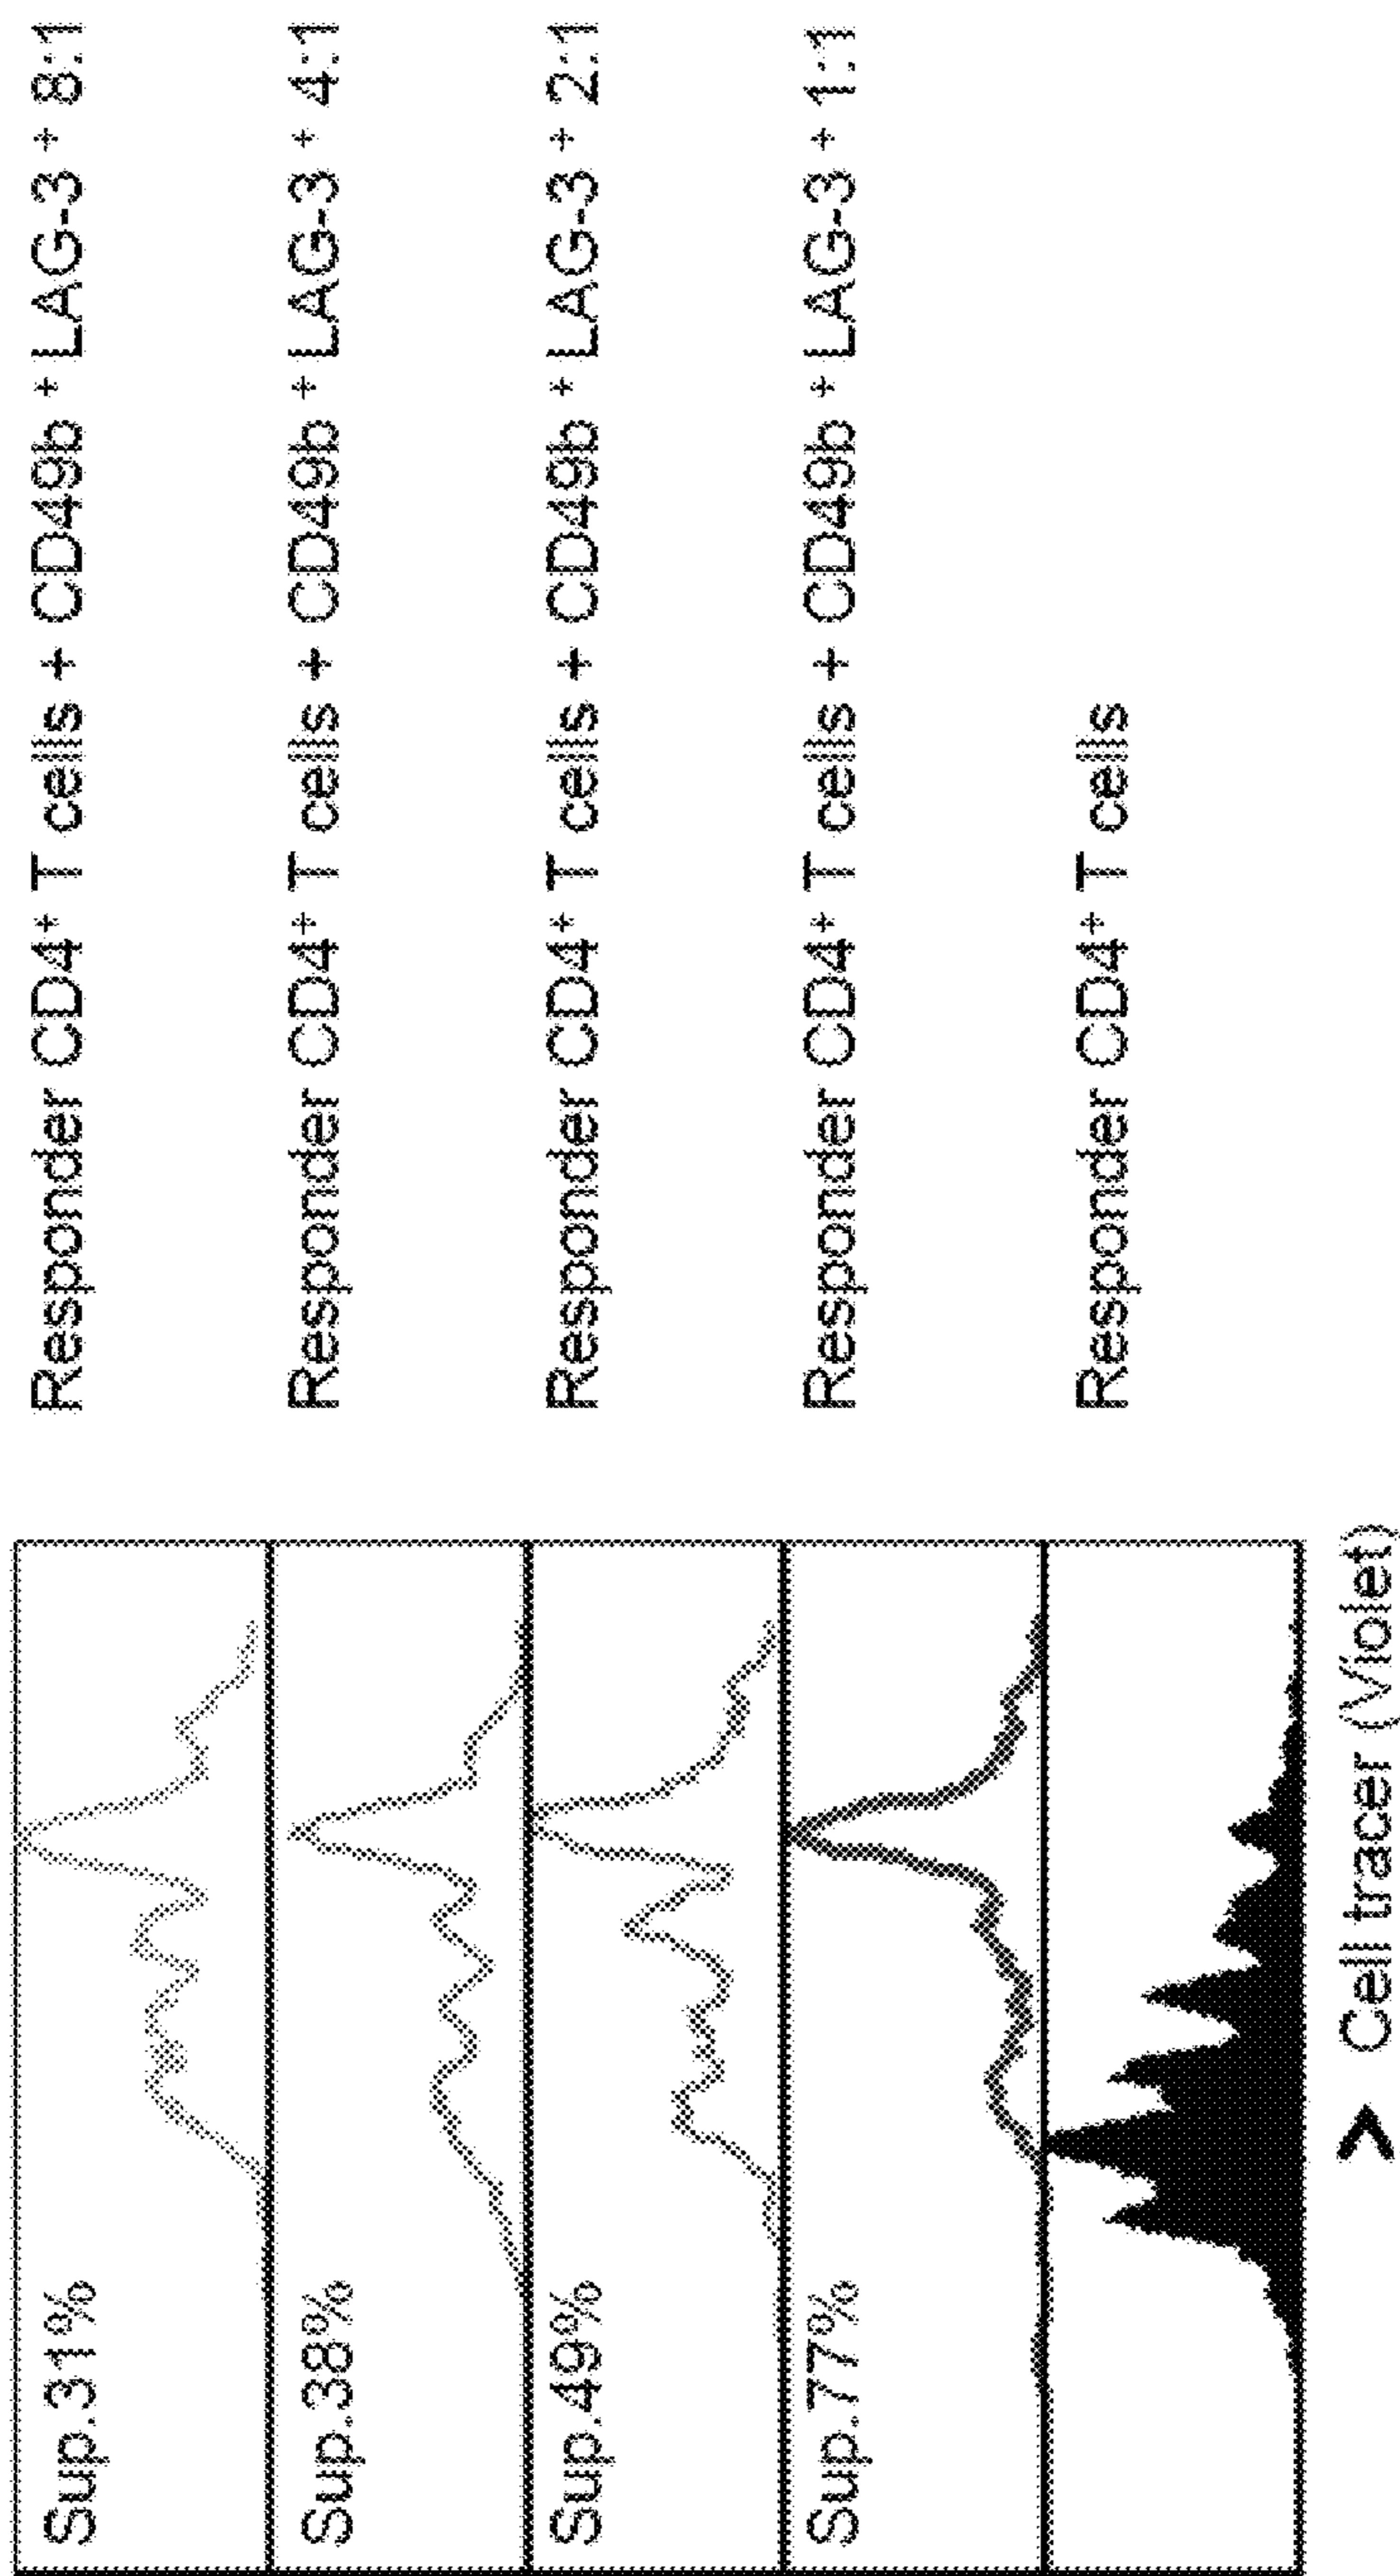 Sup.31%
Responder CD4⁺ T cells + CD49b ⁺ LAG-3 ⁺ 8:1
Sup.38%
Responder CD4⁺ T cells + CD49b ⁺ LAG-3 ⁺ 4:1
Sup.49%
Responder CD4⁺ T cells + CD49b ⁺ LAG-3 ⁺ 2:1
Sup.77%
Responder CD4⁺ T cells + CD49b ⁺ LAG-3 ⁺ 1:1
Responder CD4⁺ T cells
> Cell tracer (Violet)